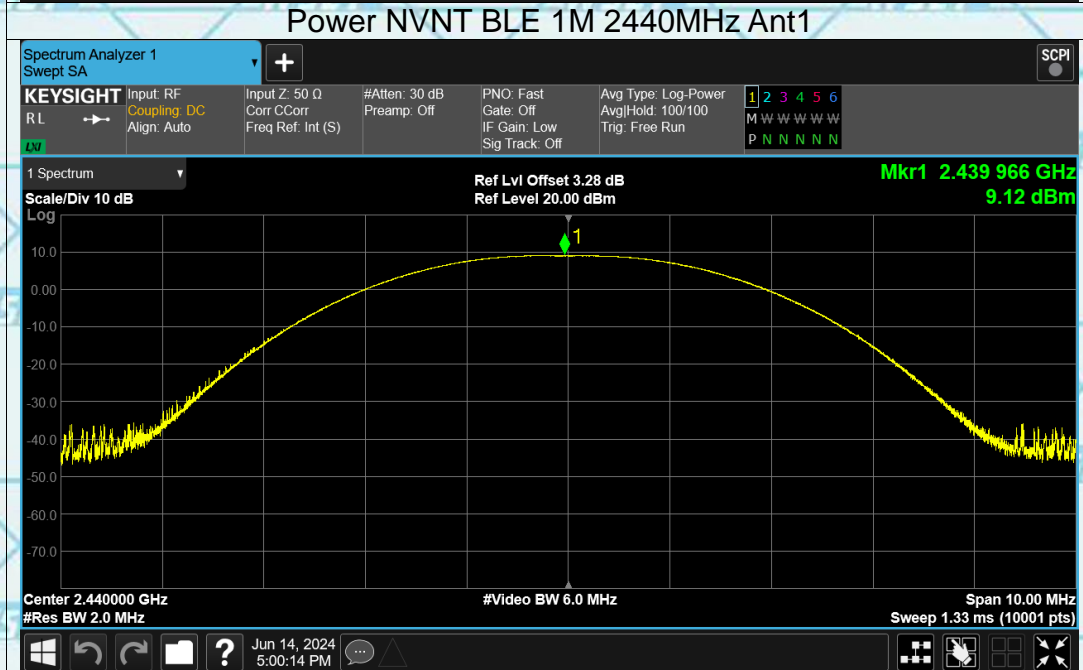 Power NVNT BLE 1M 2440MHz Ant1
Spectrum Analyzer 1
Swept SA
+
SCPI
KEYSIGHT
RL
LXI
Input: RF
Coupling: DC
Align: Auto
Input Z: 50 Ω
Corr CCorr
Freq Ref: Int (S)
#Atten: 30 dB
Preamp: Off
PNO: Fast
Gate: Off
IF Gain: Low
Sig Track: Off
Avg Type: Log-Power
Avg|Hold: 100/100
Trig: Free Run
1 2 3 4 5 6
M W W W W W
P N N N N N
1 Spectrum
Scale/Div 10 dB
Log
Ref Lvl Offset 3.28 dB
Ref Level 20.00 dBm
Mkr1 2.439 966 GHz
9.12 dBm
1
10.0
0.00
-10.0
-20.0
-30.0
-40.0
-50.0
-60.0
-70.0
Center 2.440000 GHz
#Res BW 2.0 MHz
#Video BW 6.0 MHz
Span 10.00 MHz
Sweep 1.33 ms (10001 pts)
?
Jun 14, 2024
5:00:14 PM